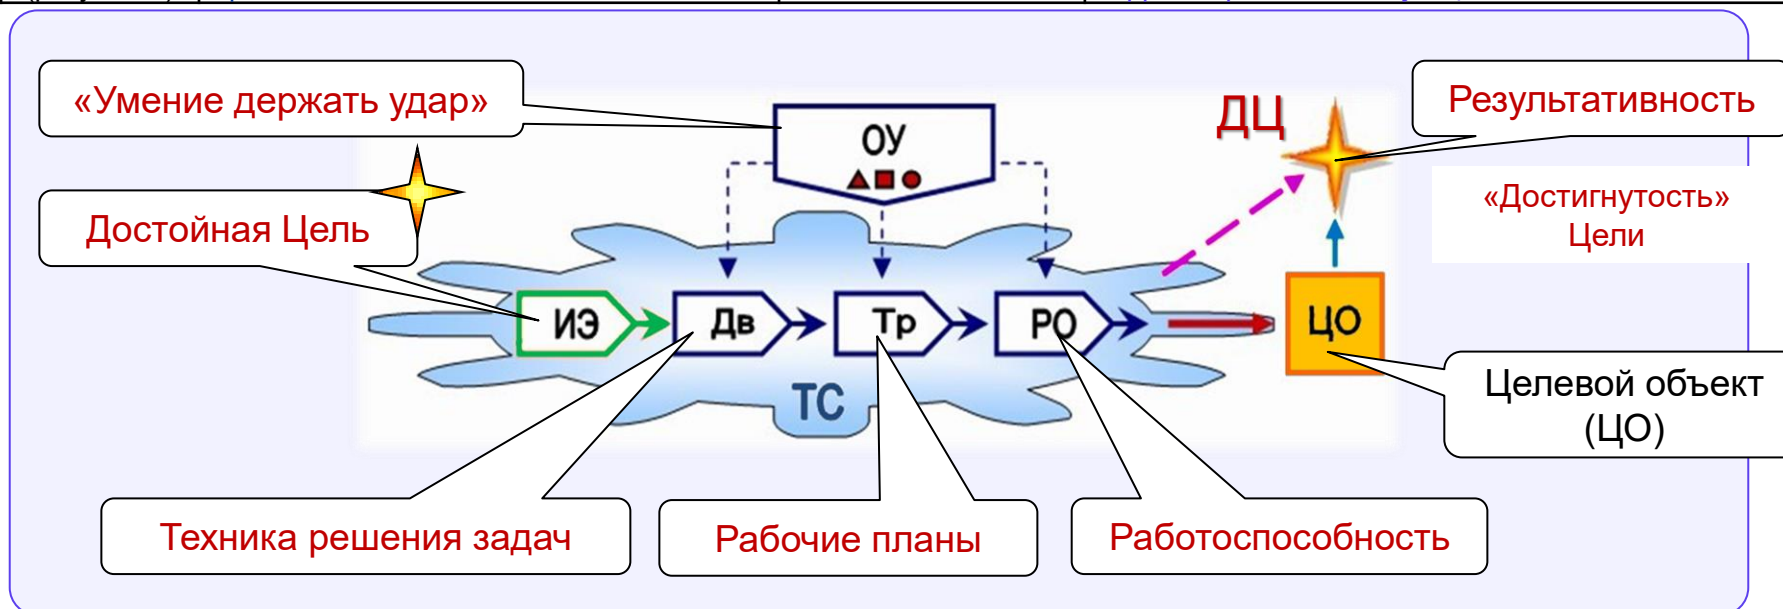 «Умение держать удар»
ОУ
ДЦ
Результативность
«Достигнутость»
Цели
Достойная Цель
ИЭ
Дв
Тр
РО
ЦО
ТС
Целевой объект
(ЦО)
Техника решения задач
Рабочие планы
Работоспособность